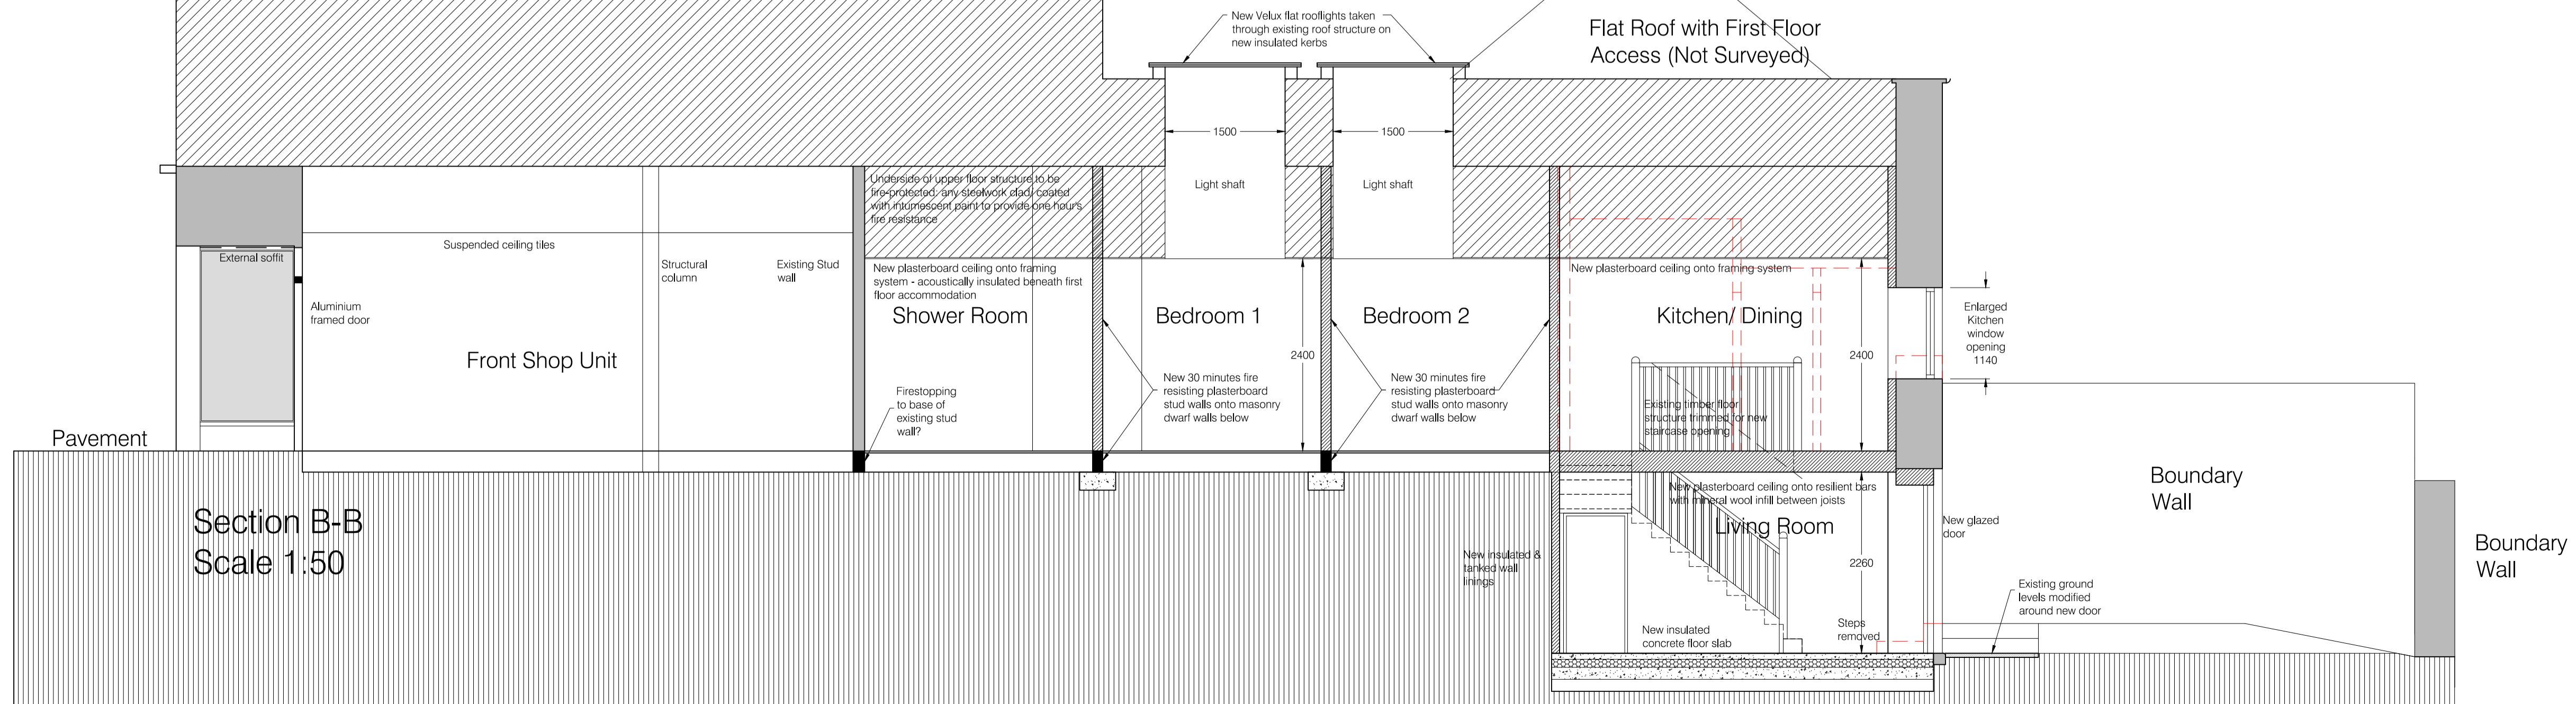 New Velux flat rooflights taken
through existing roof structure on
new insulated kerbs
Flat Roof with First Floor
Access (Not Surveyed)
1500
1500
Underside of upper floor structure to be
fire-protected: any steelwork clad/ coated
with intumescent paint to provide one hour's
fire resistance
Light shaft
Light shaft
Suspended ceiling tiles
External soffit
Structural
column
Existing Stud
wall
New plasterboard ceiling onto framing
system - acoustically insulated beneath first
floor accommodation
New plasterboard ceiling onto framing system
Aluminium
framed door
Shower Room
Bedroom 1
Bedroom 2
Kitchen/ Dining
Enlarged
Kitchen
window
opening
1140
Front Shop Unit
2400
2400
Firestopping
to base of
existing stud
wall?
New 30 minutes fire
resisting plasterboard
stud walls onto masonry
dwarf walls below
New 30 minutes fire
resisting plasterboard
stud walls onto masonry
dwarf walls below
Existing timber floor
structure trimmed for new
staircase opening
Pavement
Boundary
Wall
New plasterboard ceiling onto resilient bars
with mineral wool infill between joists
Section B-B
Scale 1:50
Living Room
New glazed
door
Boundary
Wall
New insulated &
tanked wall
linings
2260
Existing ground
levels modified
around new door
New insulated
concrete floor slab
Steps
removed